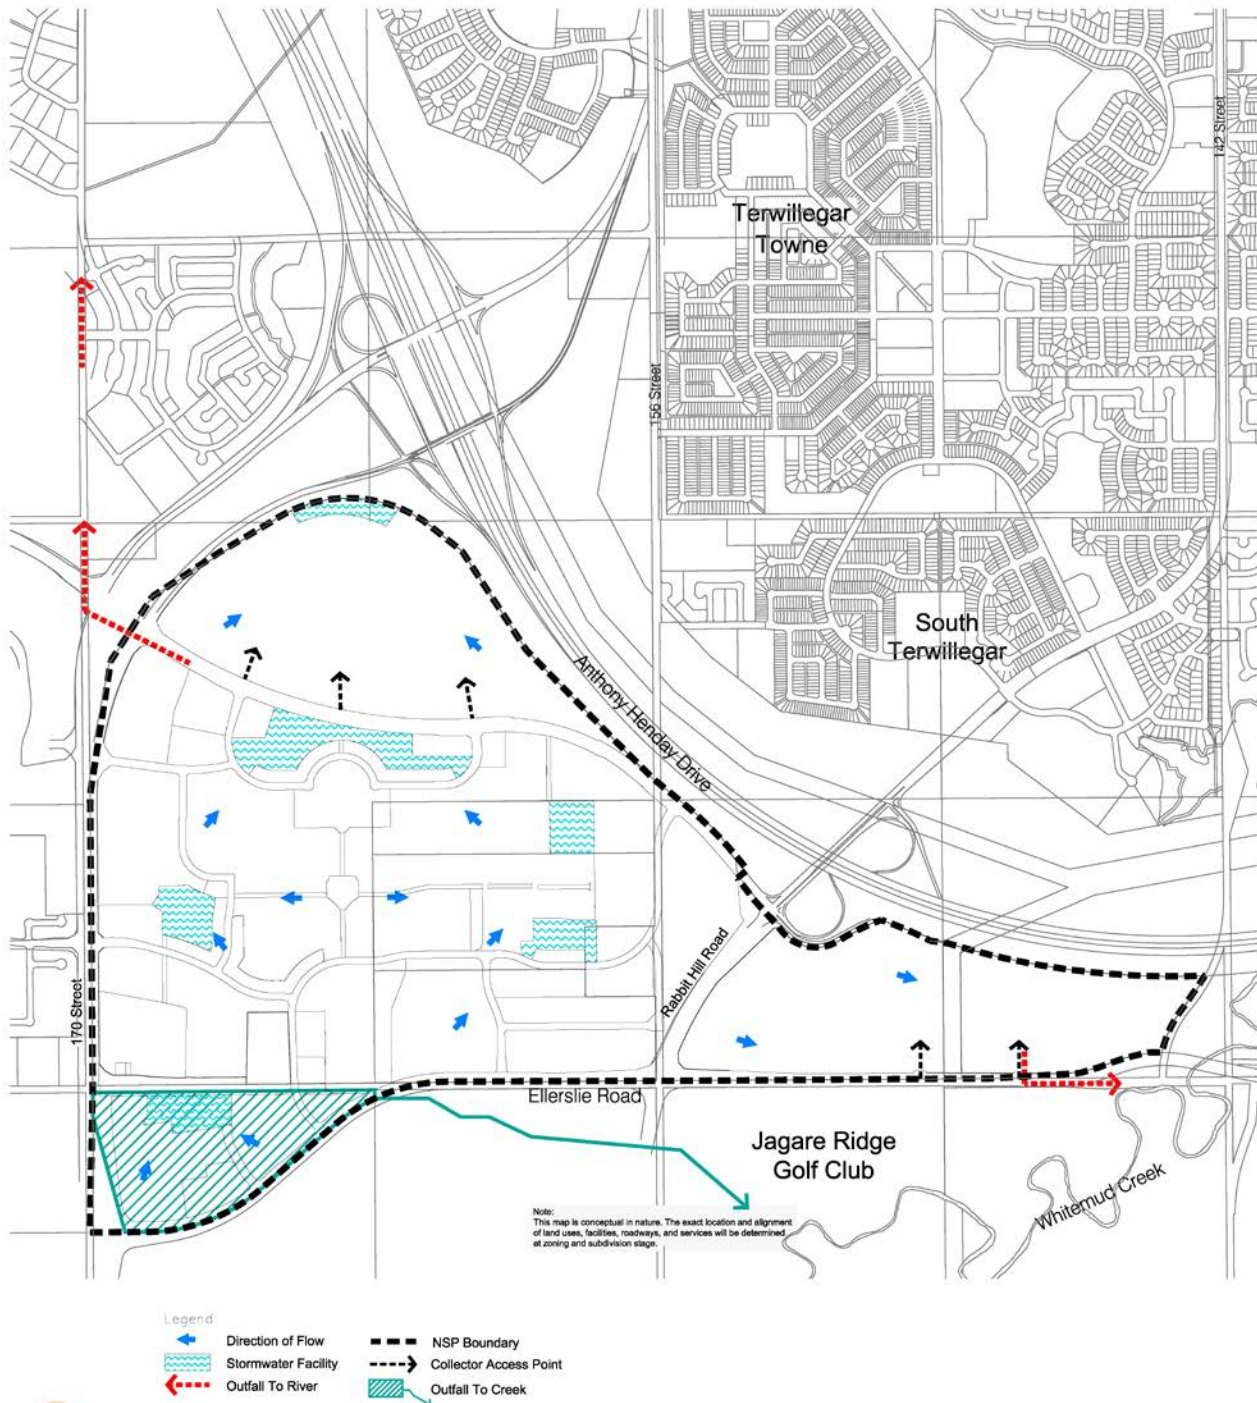 142 Street
Terwillegar
Towne
156 Street
South
Terwillegar
Anthony Henday Drive
Rabbit Hill Road
170 Street
Ellerslie Road
Jagare Ridge
Golf Club
Whitemud Creek
Note:
This map is conceptual in nature. The exact location and alignment
of land uses, facilities, roadways, and services will be determined
at zoning and subdivision stage.
Legend
Direction of Flow
NSP Boundary
Stormwater Facility
Collector Access Point
Outfall To River
Outfall To Creek